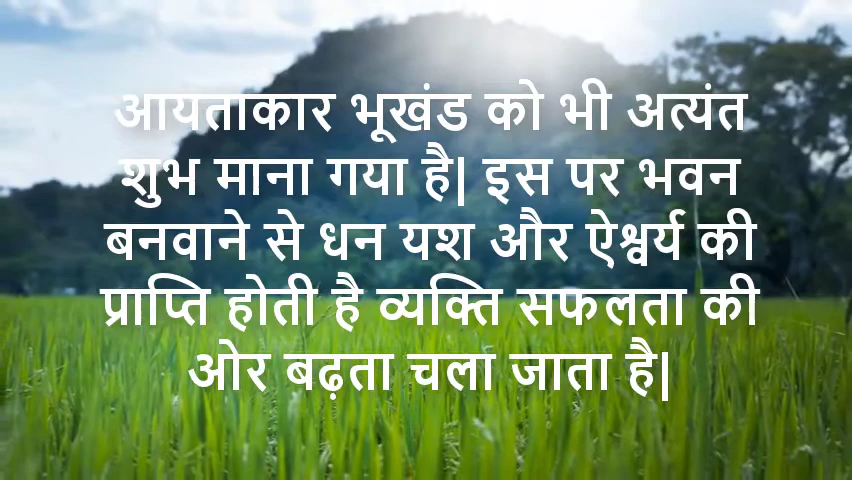 आयताकार भूखंड को भी अत्यंत
शुभ माना गया है| इस पर भवन
बनवाने से धन यश और ऐश्वर्य की
प्राप्ति होती है व्यक्ति सफलता की
ओर बढ़ता चला जाता है|